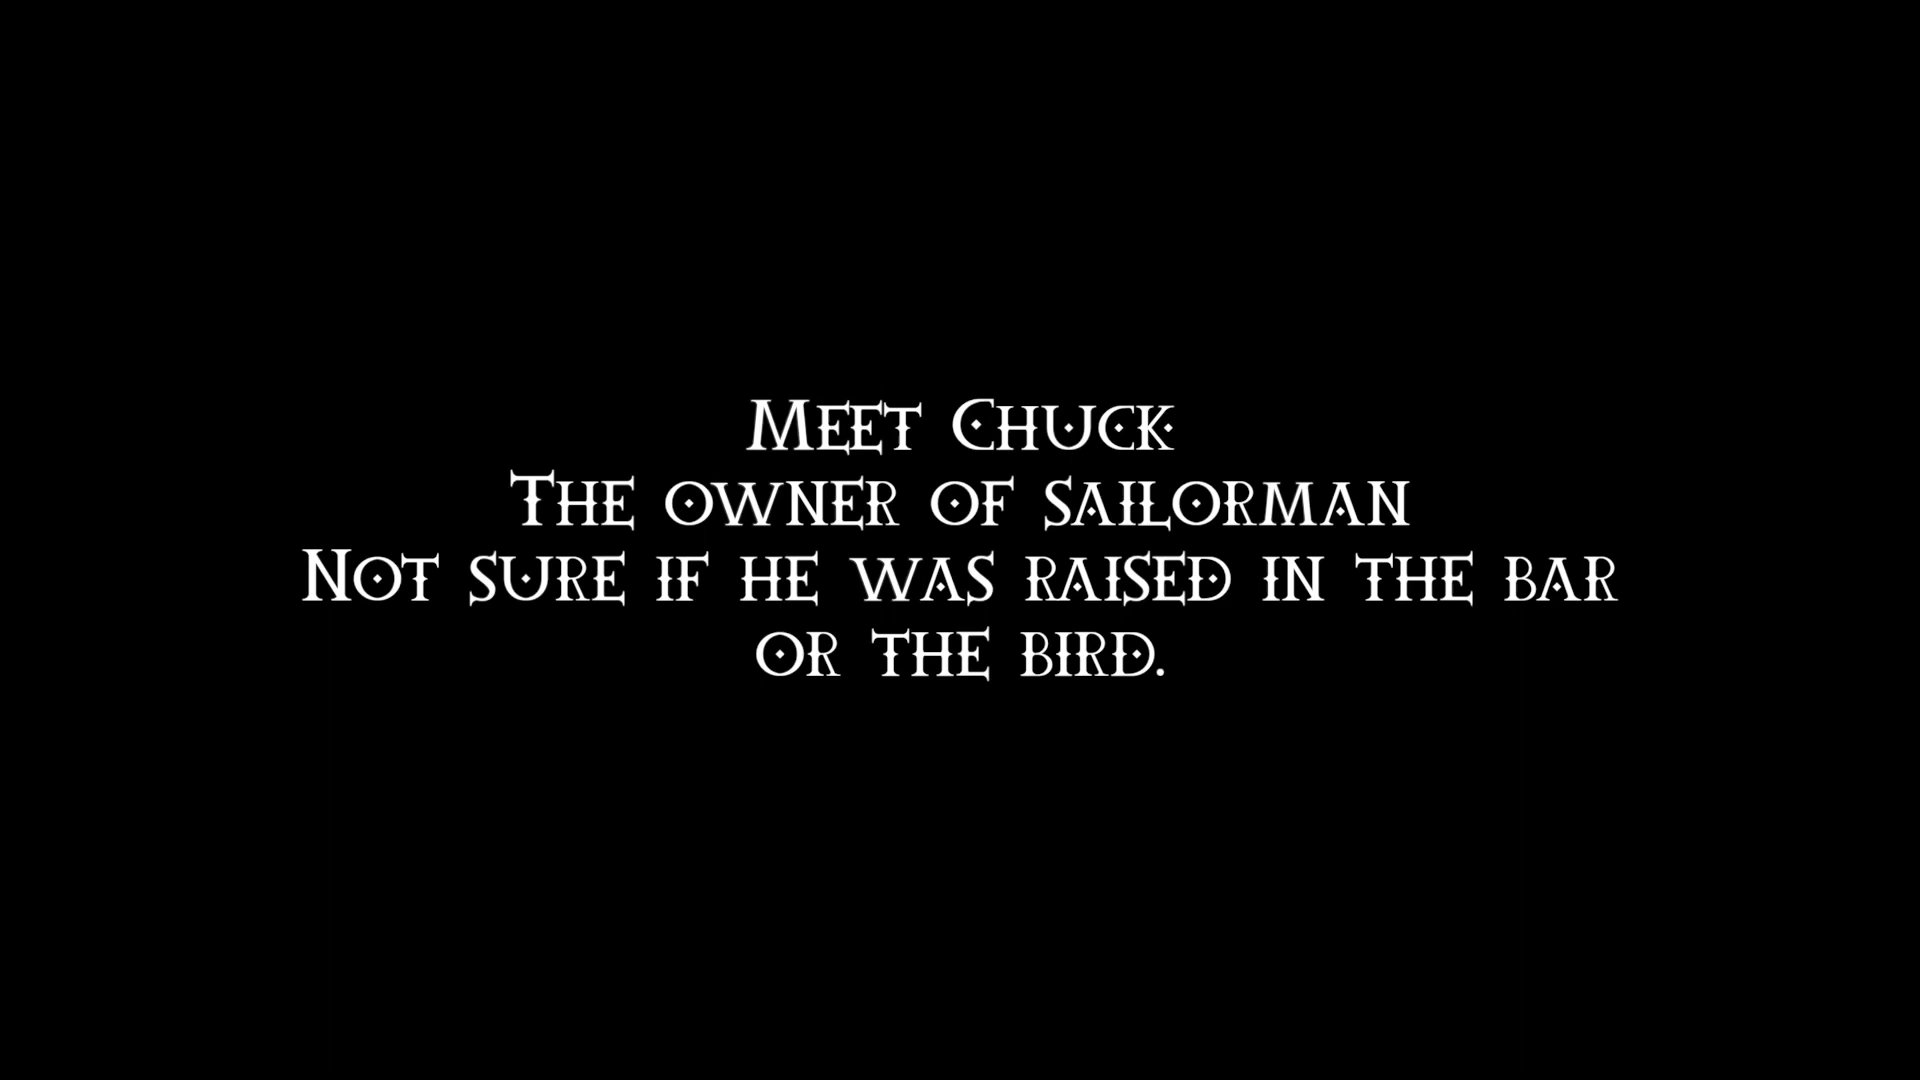 Meet Chuck
The owner of sailorman
Not sure if he was raised in the bar
or the bird.